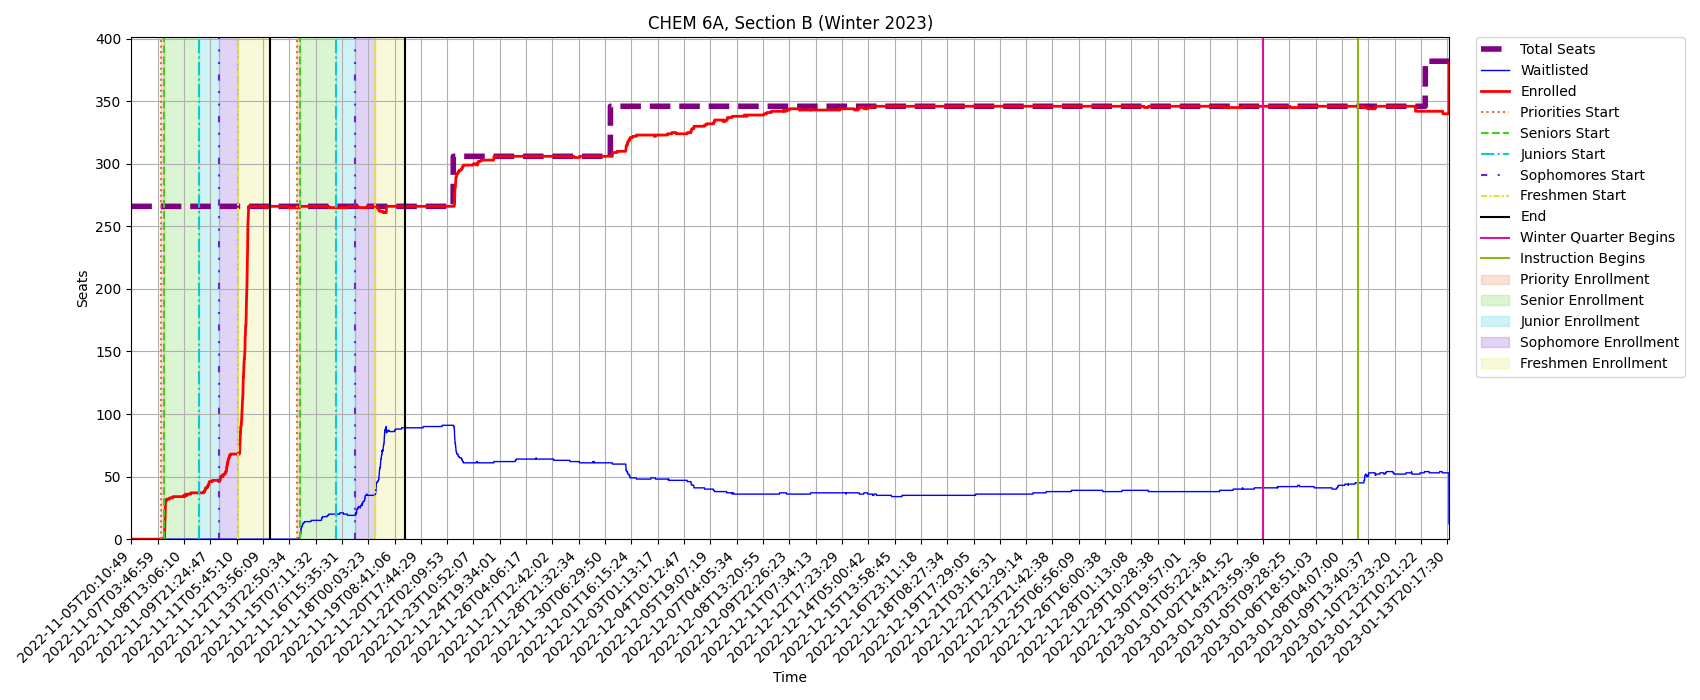 CHEM 6A, Section B (Winter 2023)
400
350
300
250
200
150
100
50
0
Seats
2022-11-05T20:10:49
2022-11-07T03:46:59
2022-11-08T13:06:10
2022-11-09T21:24:47
2022-11-11T05:45:10
2022-11-12T13:56:09
2022-11-13T22:50:34
2022-11-15T07:11:32
2022-11-16T15:35:31
2022-11-18T00:03:23
2022-11-19T08:41:06
2022-11-20T17:44:29
2022-11-22T02:09:53
2022-11-23T10:52:07
2022-11-24T19:34:01
2022-11-26T04:06:17
2022-11-27T12:42:02
2022-11-28T21:32:34
2022-11-30T06:29:50
2022-12-01T16:15:24
2022-12-03T01:13:17
2022-12-04T10:12:47
2022-12-05T19:07:19
2022-12-07T04:05:34
2022-12-08T13:20:55
2022-12-09T22:26:23
2022-12-11T07:34:13
2022-12-12T17:23:29
2022-12-14T05:00:42
2022-12-15T13:58:45
2022-12-16T23:11:18
2022-12-18T08:27:34
2022-12-19T17:29:05
2022-12-21T03:16:31
2022-12-22T12:29:14
2022-12-23T21:42:38
2022-12-25T06:56:09
2022-12-26T16:00:38
2022-12-28T01:13:08
2022-12-29T10:28:38
2022-12-30T19:57:01
2023-01-01T05:22:36
2023-01-02T14:41:52
2023-01-03T23:59:36
2023-01-05T09:28:25
2023-01-06T18:51:03
2023-01-08T04:07:00
2023-01-09T13:40:37
2023-01-10T23:23:20
2023-01-12T10:21:22
2023-01-13T20:17:30
Time
Total Seats
Waitlisted
Enrolled
Priorities Start
Seniors Start
Juniors Start
Sophomores Start
Freshmen Start
End
Winter Quarter Begins
Instruction Begins
Priority Enrollment
Senior Enrollment
Junior Enrollment
Sophomore Enrollment
Freshmen Enrollment